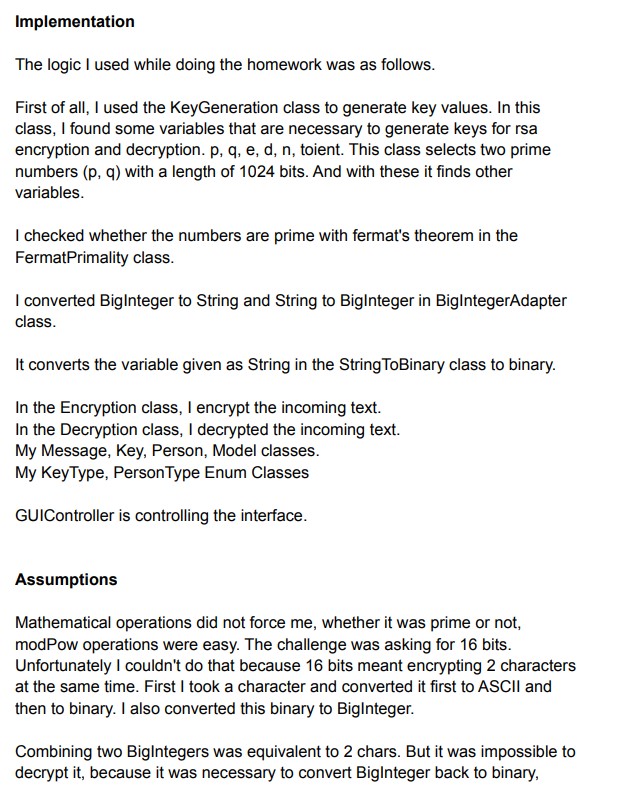 Implementation
The logic I used while doing the homework was as follows.
First of all, I used the KeyGeneration class to generate key values. In this
class, I found some variables that are necessary to generate keys for rsa
encryption and decryption. p, q, e, d, n, toient. This class selects two prime
numbers (p, q) with a length of 1024 bits. And with these it finds other
variables.
I checked whether the numbers are prime with fermat's theorem in the
FermatPrimality class.
I converted BigInteger to String and String to BigInteger in BigIntegerAdapter
class.
It converts the variable given as String in the StringToBinary class to binary.
In the Encryption class, I encrypt the incoming text.
In the Decryption class, I decrypted the incoming text.
My Message, Key, Person, Model classes.
My KeyType, PersonType Enum Classes
GUIController is controlling the interface.
Assumptions
Mathematical operations did not force me, whether it was prime or not,
modPow operations were easy. The challenge was asking for 16 bits.
Unfortunately I couldn't do that because 16 bits meant encrypting 2 characters
at the same time. First I took a character and converted it first to ASCII and
then to binary. I also converted this binary to BigInteger.
Combining two BigIntegers was equivalent to 2 chars. But it was impossible to
decrypt it, because it was necessary to convert BigInteger back to binary,